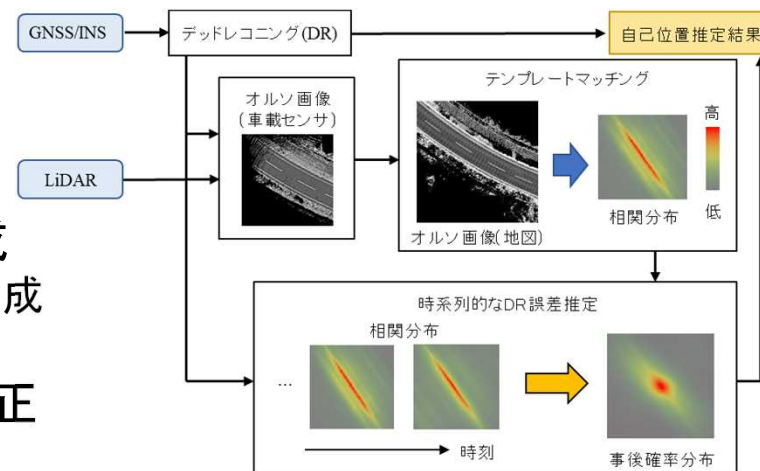 GNSS/INS
デッドレコニング(DR)
自己位置推定結果
テンプレートマッチング
オルソ画像
(車載センサ)
高
LiDAR
相関分布
低
オルソ画像(地図)
成
時系列的なDR誤差推定
相関分布
…
正
時刻
事後確率分布